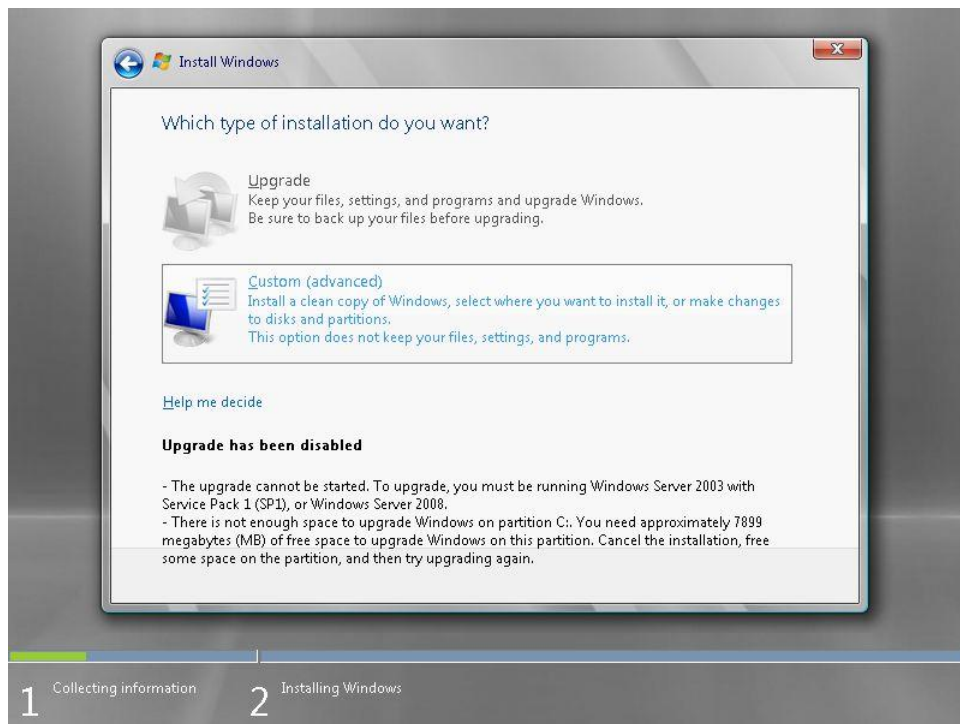 Install Windows
Which type of installation do you want?
Upgrade
Keep your files, settings, and programs and upgrade Windows.
Be sure to back up your files before upgrading.
Custom (advanced)
Install a clean copy of Windows, select where you want to install it, or make changes
to disks and partitions.
This option does not keep your files, settings, and programs.
Help me decide
Upgrade has been disabled
- The upgrade cannot be started. To upgrade, you must be running Windows Server 2003 with
Service Pack 1 (SP1), or Windows Server 2008.
- There is not enough space to upgrade Windows on partition C:. You need approximately 7899
megabytes (MB) of free space to upgrade Windows on this partition. Cancel the installation, free
some space on the partition, and then try upgrading again.
1 Collecting information
2 Installing Windows